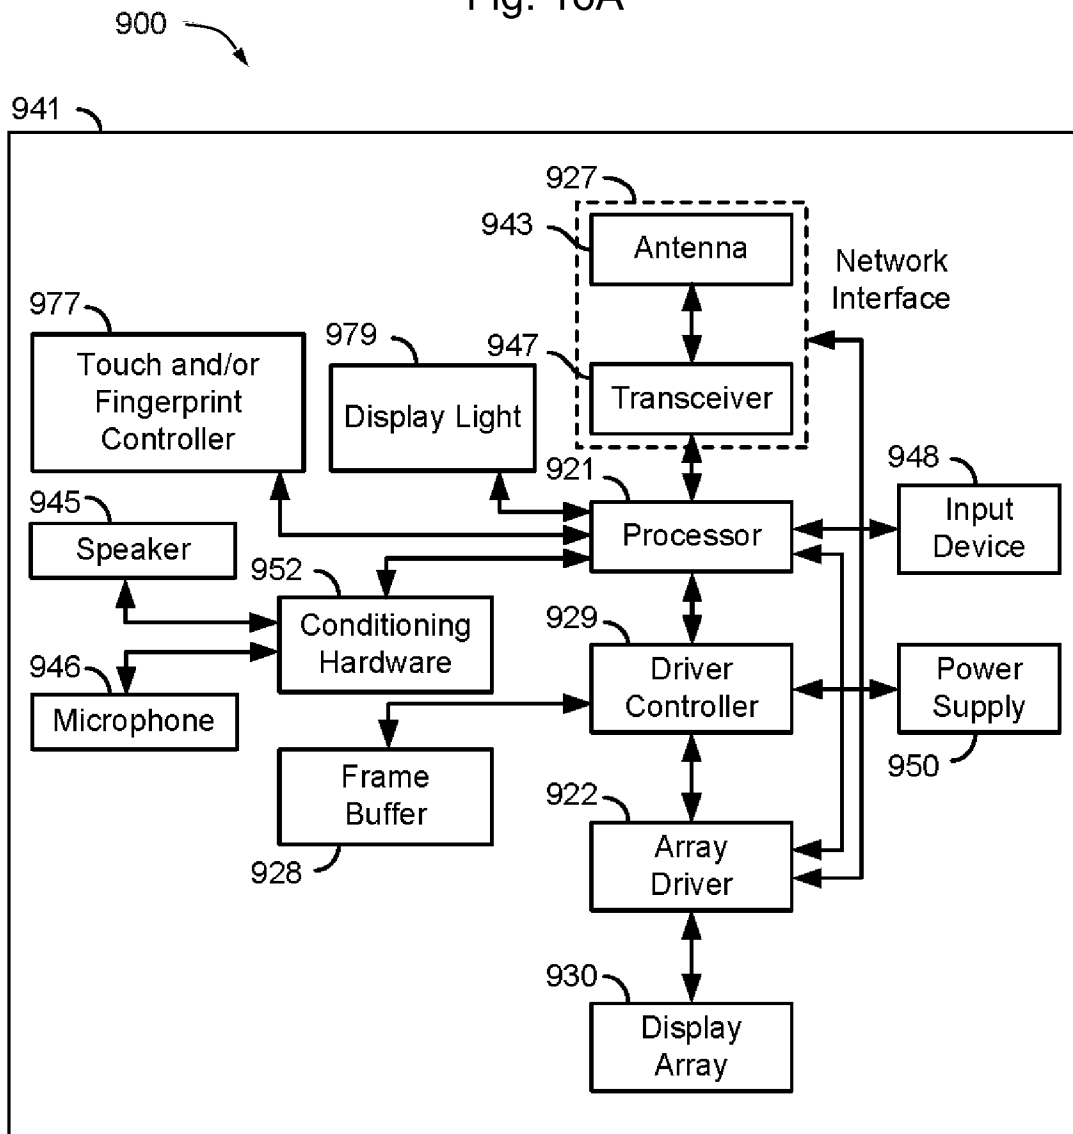 Fig. 16A
900
941
927
943
Antenna
Network
Interface
977
979
947
Touch and/or
Fingerprint
Controller
Display Light
Transceiver
921
948
945
Processor
Input
Device
Speaker
952
929
Conditioning
Hardware
946
Driver
Controller
Power
Supply
Microphone
950
Frame
Buffer
922
928
Array
Driver
930
Display
Array